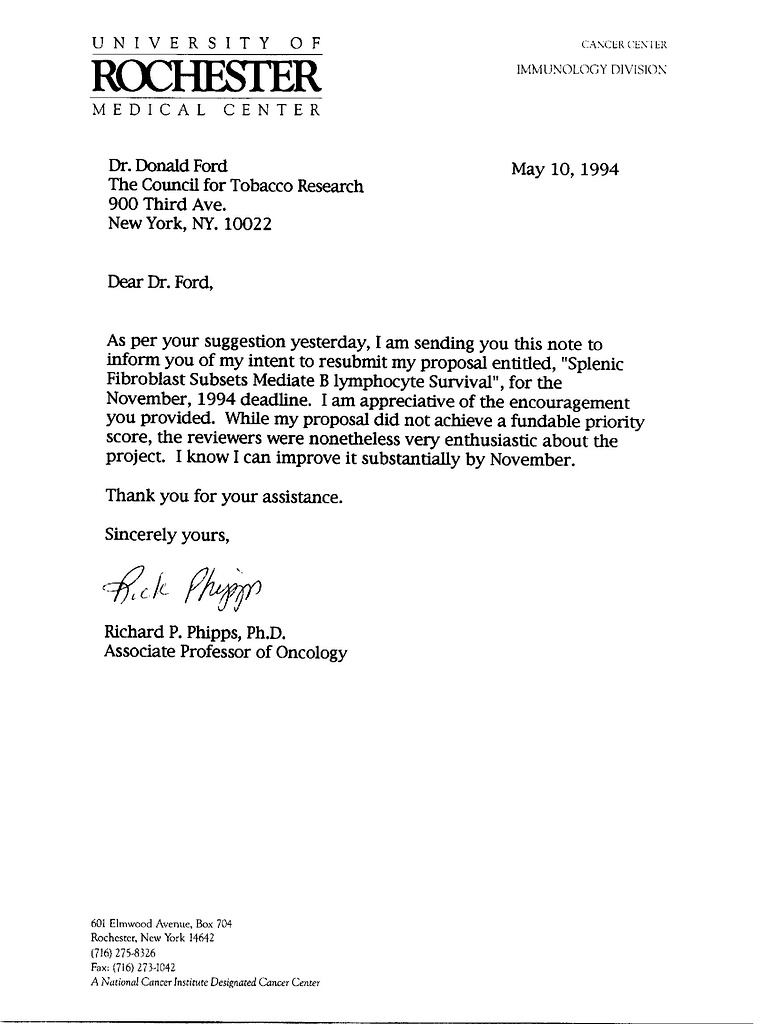 UNIVERSITY OF
ROCHESTER
MEDICAL CENTER
CANCER CENTER
IMMUNOLOGY DIVISION
Dr. Donald Ford
May 10, 1994
The Council for Tobacco Research
900 Third Ave.
New York, NY. 10022
Dear Dr. Ford,
As per your suggestion yesterday, I am sending you this note to
inform you of my intent to resubmit my proposal entitled, "Splenic
Fibroblast Subsets Mediate B lymphocyte Survival", for the
November, 1994 deadline.  I am appreciative of the encouragement
you provided.  While my proposal did not achieve a fundable priority
score, the reviewers were nonetheless very enthusiastic about the
project.  I know I can improve it substantially by November.
Thank you for your assistance.
Sincerely yours,
Rick Phipps
Richard P. Phipps, Ph.D.
Associate Professor of Oncology
601 Elmwood Avenue, Box 704
Rochester, New York 14642
(716) 275-8326
Fax: (716) 273-1042
A National Cancer Institute Designated Cancer Center